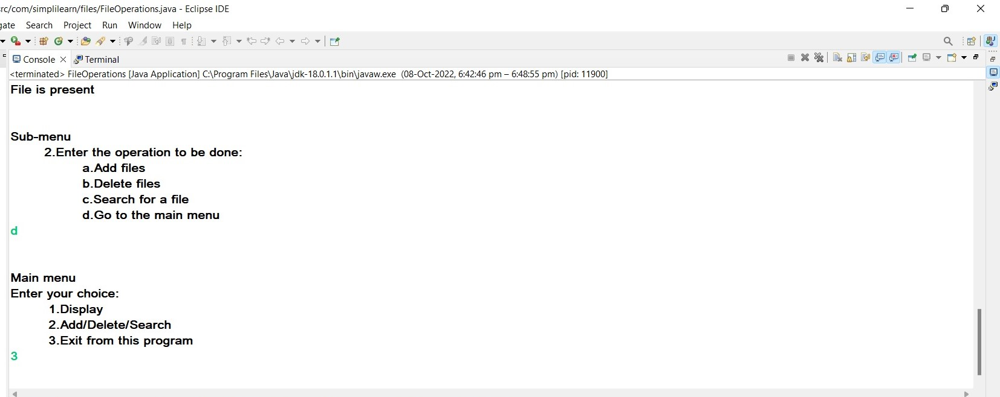 rc/com/simplilearn/files/FileOperations.java - Eclipse IDE
gate Search Project Run Window Help
Console Terminal
<terminated> FileOperations [Java Application] C:\Program Files\Java\jdk-18.0.1.1\bin\javaw.exe (08-Oct-2022, 6:42:46 pm – 6:48:55 pm) [pid: 11900]
File is present
Sub-menu
2.Enter the operation to be done:
a.Add files
b.Delete files
c.Search for a file
d.Go to the main menu
d
Main menu
Enter your choice:
1.Display
2.Add/Delete/Search
3.Exit from this program
3